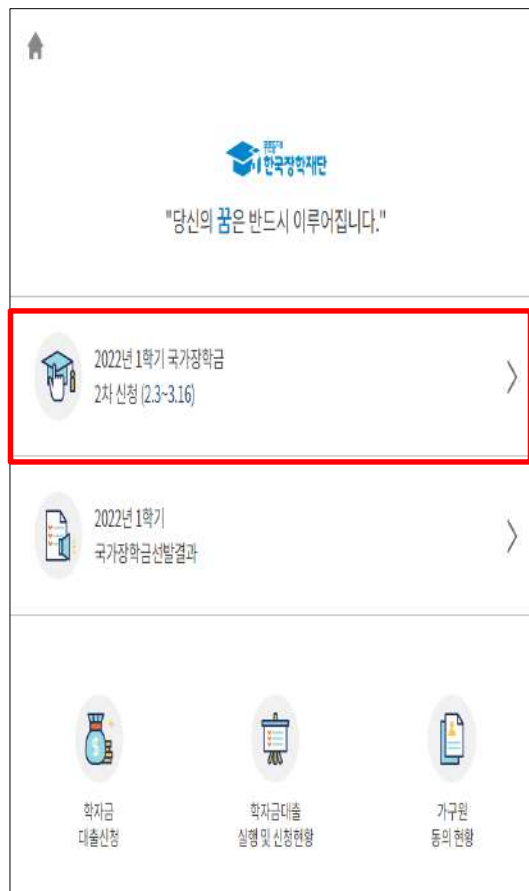 한국장학재단
"당신의 꿈은 반드시 이루어집니다."
2022년 1학기 국가장학금
2차 신청 (2.3~3.16)
2022년 1학기
국가장학금선발결과
학자금
대출신청
학자금대출
실행 및 신청현황
가구원
동의 현황